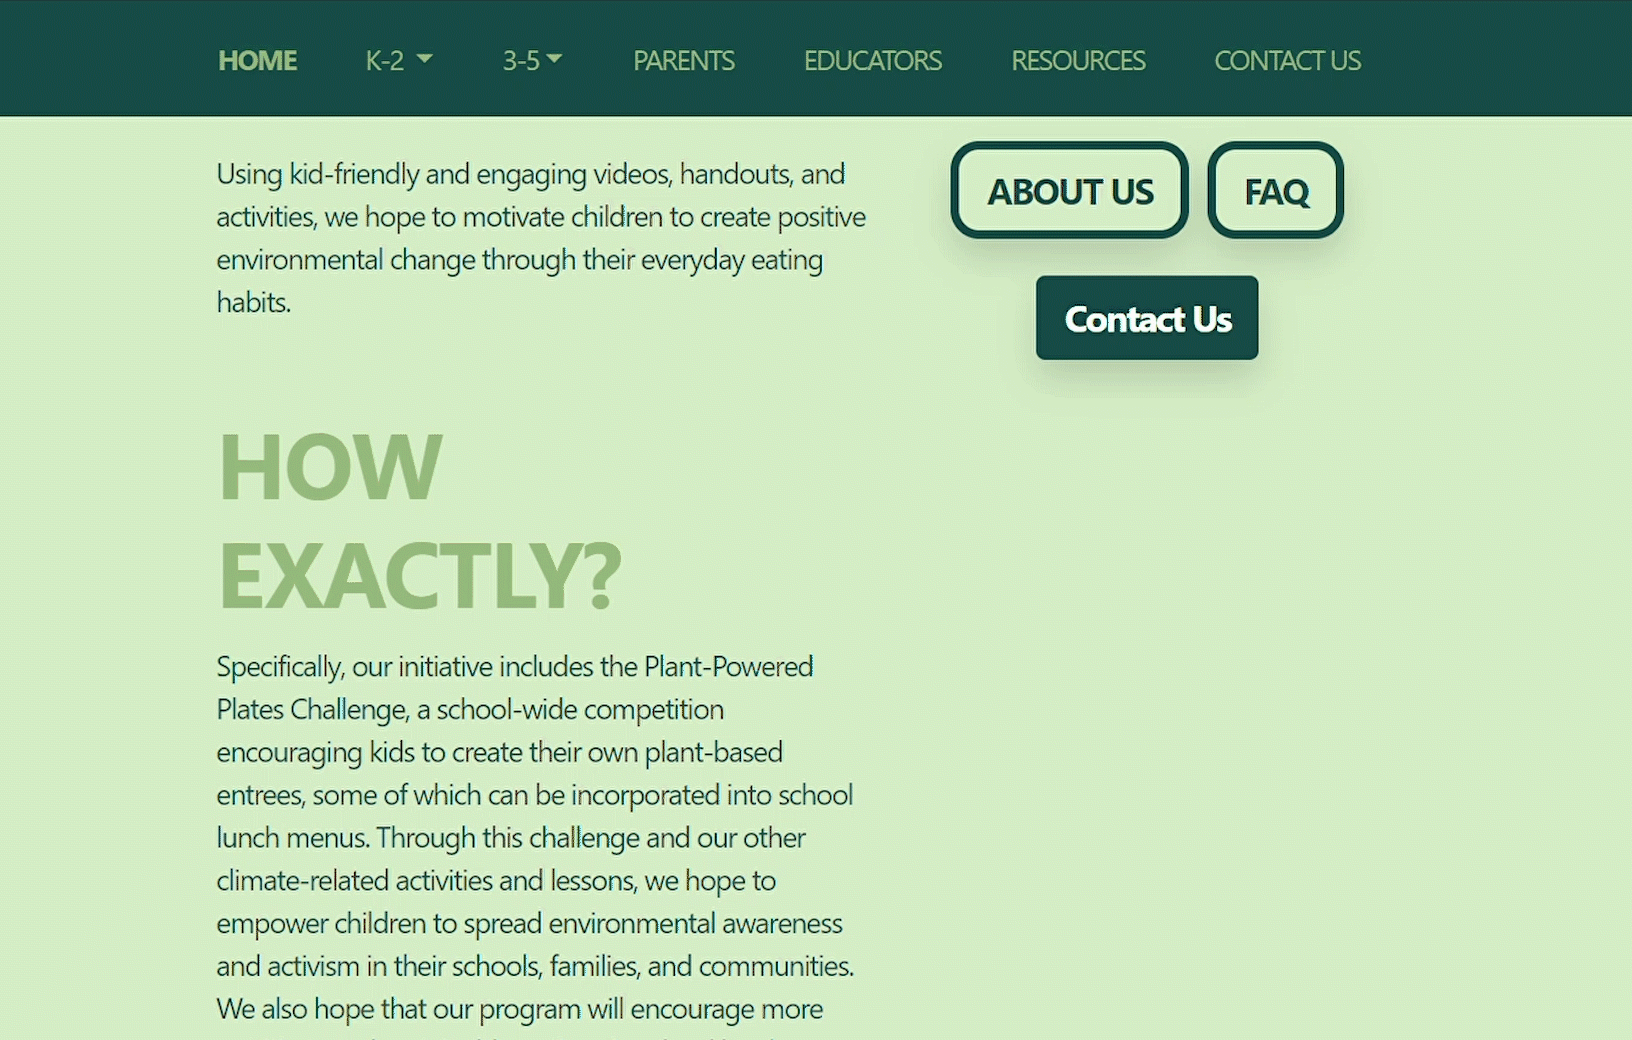 HOME K-2 3-5 PARENTS EDUCATORS RESOURCES CONTACT US
Using kid-friendly and engaging videos, handouts, and
activities, we hope to motivate children to create positive
environmental change through their everyday eating
habits.
ABOUT US FAQ
Contact Us
HOW
EXACTLY?
Specifically, our initiative includes the Plant-Powered
Plates Challenge, a school-wide competition
encouraging kids to create their own plant-based
entrees, some of which can be incorporated into school
lunch menus. Through this challenge and our other
climate-related activities and lessons, we hope to
empower children to spread environmental awareness
and activism in their schools, families, and communities.
We also hope that our program will encourage more